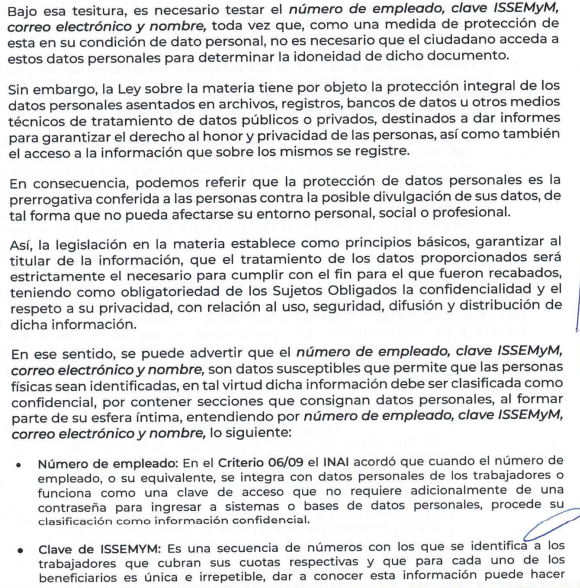 Bajo esa tesitura, es necesario testar el número de empleado, clave ISSEMyM,
correo electrónico y nombre, toda vez que, como una medida de protección de
esta en su condición de dato personal, no es necesario que el ciudadano acceda a
estos datos personales para determinar la idoneidad de dicho documento.
Sin embargo, la Ley sobre la materia tiene por objeto la protección integral de los
datos personales asentados en archivos, registros, bancos de datos u otros medios
técnicos de tratamiento de datos públicos o privados, destinados a dar informes
para garantizar el derecho al honor y privacidad de las personas, así como también
el acceso a la información que sobre los mismos se registre.
En consecuencia, podemos referir que la protección de datos personales es la
prerrogativa conferida a las personas contra la posible divulgación de sus datos, de
tal forma que no pueda afectarse su entorno personal, social o profesional.
Así, la legislación en la materia establece como principios básicos, garantizar al
titular de la información, que el tratamiento de los datos proporcionados será
estrictamente el necesario para cumplir con el fin para el que fueron recabados,
teniendo como obligatoriedad de los Sujetos Obligados la confidencialidad y el
respeto a su privacidad, con relación al uso, seguridad, difusión y distribución de
dicha información.
En ese sentido, se puede advertir que el número de empleado, clave ISSEMyM,
correo electrónico y nombre, son datos susceptibles que permite que las personas
físicas sean identificadas, en tal virtud dicha información debe ser clasificada como
confidencial, por contener secciones que consignan datos personales, al formar
parte de su esfera íntima, entendiendo por número de empleado, clave ISSEMyM,
correo electrónico y nombre, lo siguiente:
• Número de empleado: En el Criterio 06/09 el INAI acordó que cuando el número de
empleado, o su equivalente, se integra con datos personales de los trabajadores o
funciona como una clave de acceso que no requiere adicionalmente de una
contraseña para ingresar a sistemas o bases de datos personales, procede su
clasificación como información confidencial.
• Clave de ISSEMYM: Es una secuencia de números con los que se identifica a los
trabajadores que cubran sus cuotas respectivas y que para cada uno de los
beneficiarios es única e irrepetible, dar a conocer esta información puede hacer